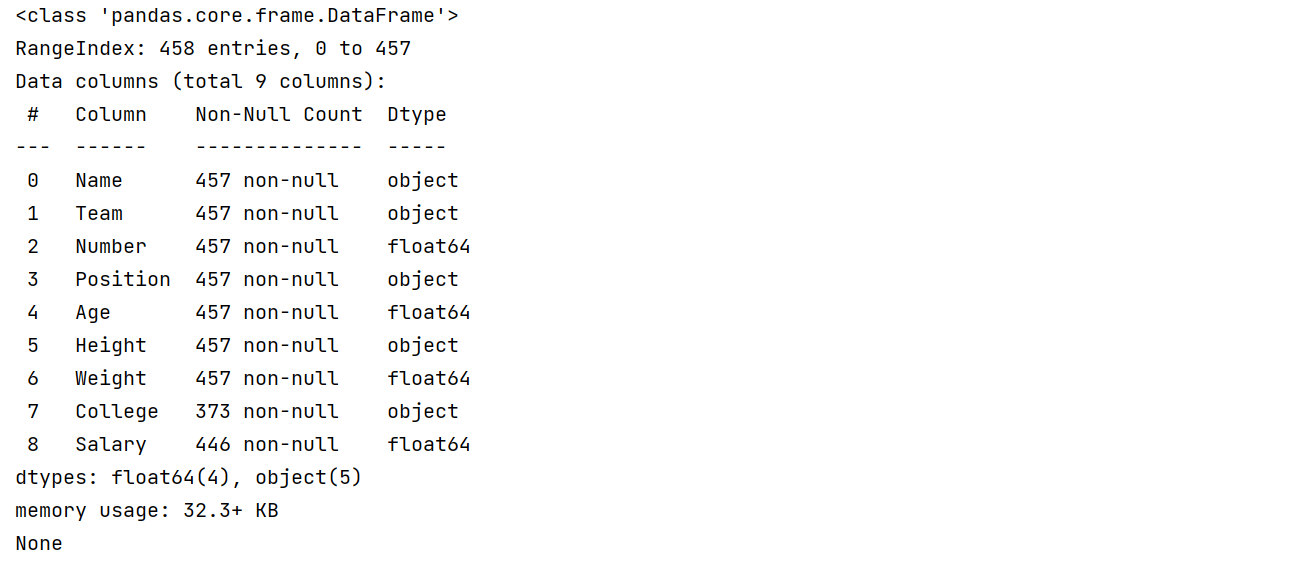 <class 'pandas.core.frame.DataFrame'>
RangeIndex: 458 entries, 0 to 457
Data columns (total 9 columns):
 #   Column    Non-Null Count  Dtype
---  ------    --------------  -----
 0   Name      457 non-null    object
 1   Team      457 non-null    object
 2   Number    457 non-null    float64
 3   Position  457 non-null    object
 4   Age       457 non-null    float64
 5   Height    457 non-null    object
 6   Weight    457 non-null    float64
 7   College   373 non-null    object
 8   Salary    446 non-null    float64
dtypes: float64(4), object(5)
memory usage: 32.3+ KB
None